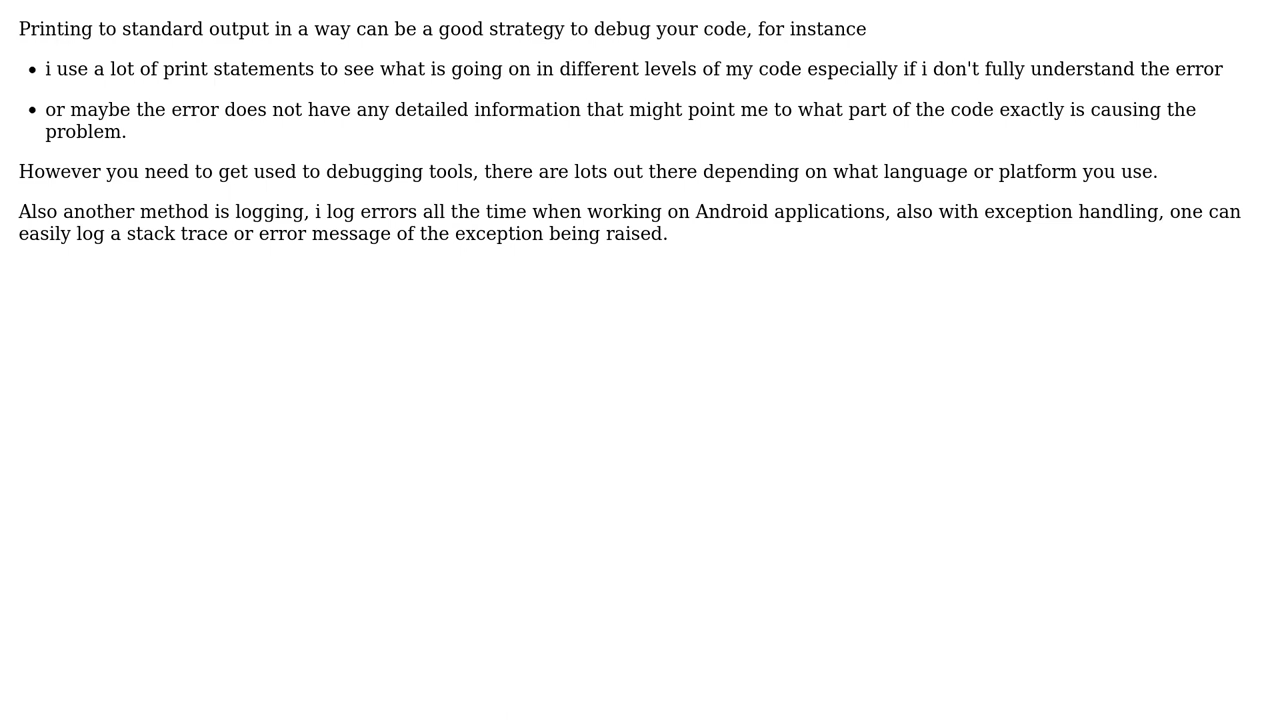 Printing to standard output in a way can be a good strategy to debug your code, for instance
• i use a lot of print statements to see what is going on in different levels of my code especially if i don't fully understand the error
• or maybe the error does not have any detailed information that might point me to what part of the code exactly is causing the
problem.
However you need to get used to debugging tools, there are lots out there depending on what language or platform you use.
Also another method is logging, i log errors all the time when working on Android applications, also with exception handling, one can
easily log a stack trace or error message of the exception being raised.